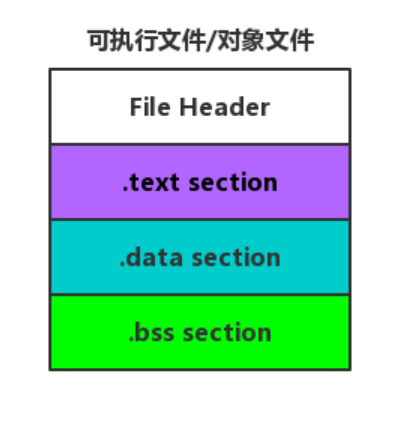 可执行文件/对象文件
File Header
.text section
.data section
.bss section